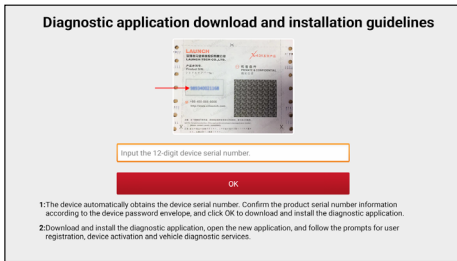 Diagnostic application download and installation guidelines
LAUNCH
Input the 12-digit device serial number.
OK
1:The device automatically obtains the device serial number. Confirm the product serial number information
according to the device password envelope, and click OK to download and install the diagnostic application.
2:Download and install the diagnostic application, open the new application, and follow the prompts for user
registration, device activation and vehicle diagnostic services.